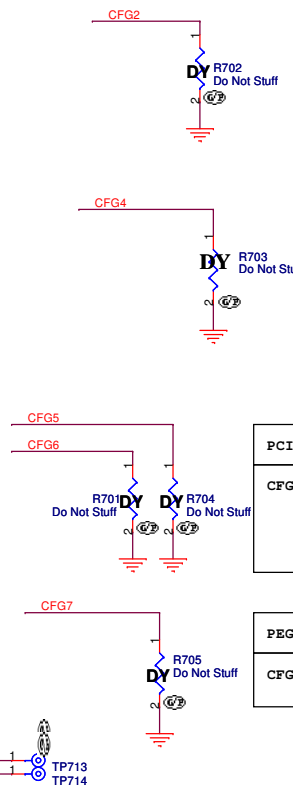 CFG2
1
DY
R702
Do Not Stuff
2
G/P
CFG4
1
DY
R703
Do Not Stu
2
G/P
CFG5
CFG6
1
1
R701
DY
DY
R704
Do Not Stuff
Do Not Stuff
2
G/P
2
G/P
PCI
CFG
CFG7
1
R705
DY
Do Not Stuff
2
G/P
PEG
CFG
1
TP713
1
TP714